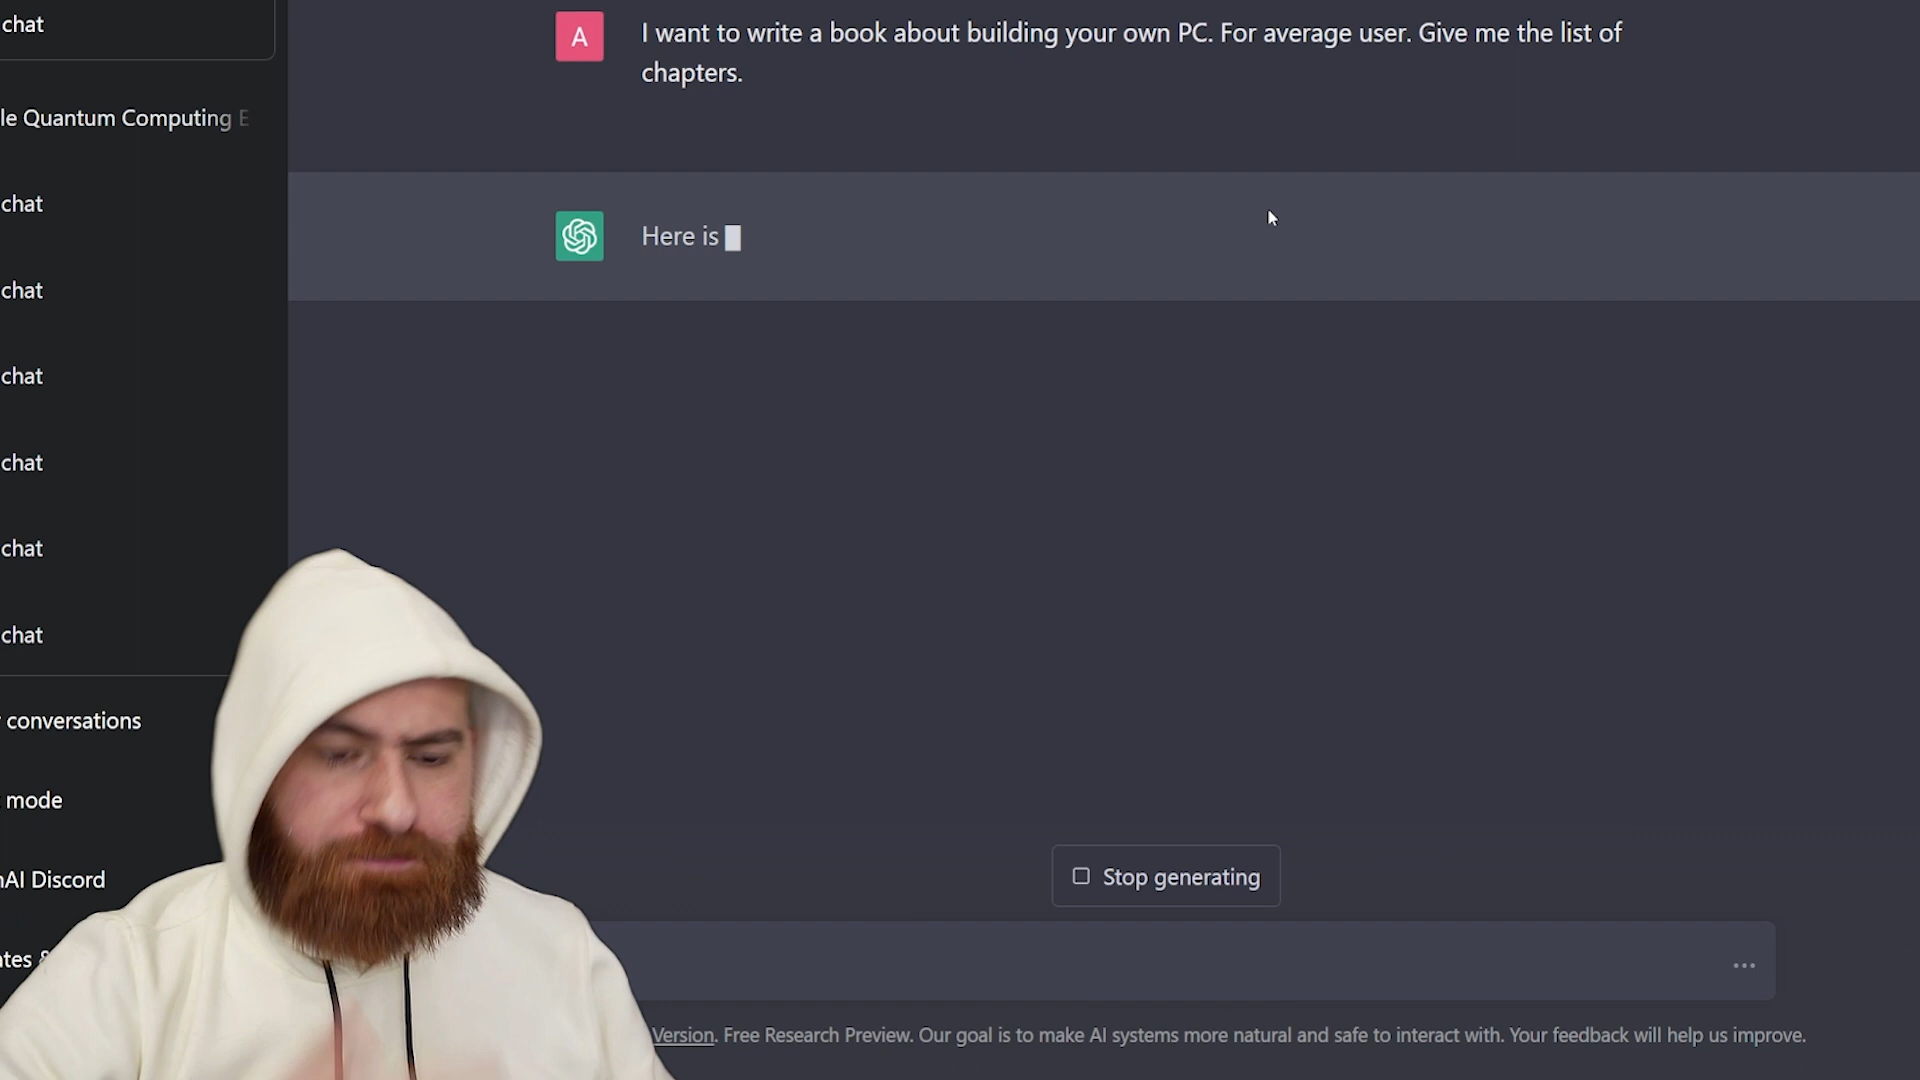 chat
le Quantum Computing E
chat
chat
chat
chat
chat
chat
conversations
mode
AI Discord
tes &
A
I want to write a book about building your own PC. For average user. Give me the list of
chapters.
Here is
Stop generating
Version. Free Research Preview. Our goal is to make AI systems more natural and safe to interact with. Your feedback will help us improve.